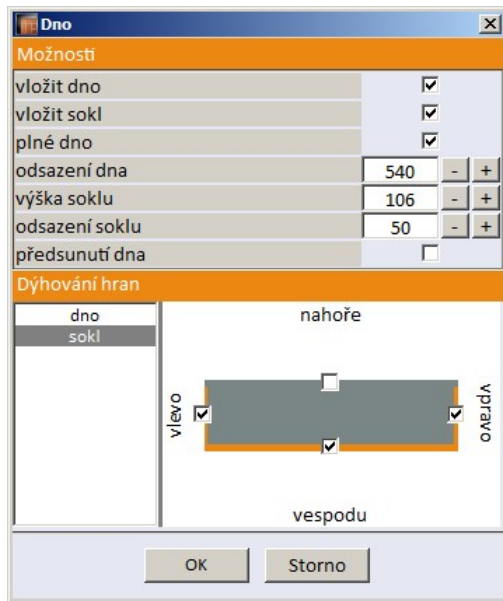 Dno
Možnosti
vložit dno
vložit sokl
plné dno
odsazení dna 540 - +
výška soklu 106 - +
odsazení soklu 50 - +
předsunutí dna
Dýhování hran
dno
sokl
nahoře
vlevo
vpravo
vespodu
OK Storno